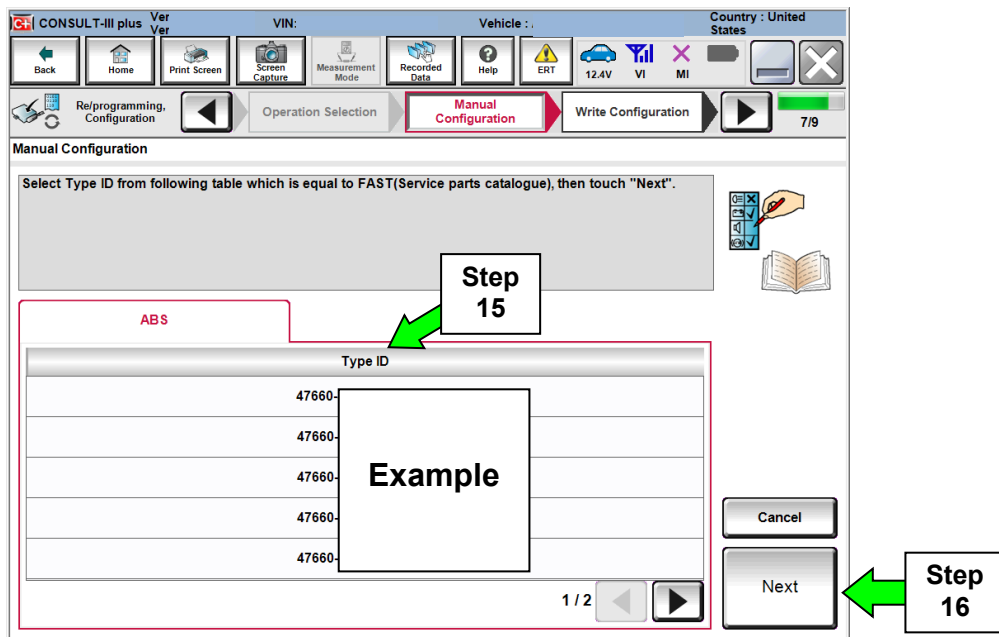 CONSULT-III plus
Ver
Ver
VIN:
Vehicle :
Country : United
States
Back
Home
Print Screen
Screen
Capture
Measurement
Mode
Recorded
Data
Help
ERT
12.4V
VI
MI
Re/programming,
Configuration
Operation Selection
Manual
Configuration
Write Configuration
7/9
Manual Configuration
Select Type ID from following table which is equal to FAST(Service parts catalogue), then touch "Next".
Step
15
ABS
Type ID
47660-
47660-
47660-
47660-
47660-
Example
Cancel
Next
1 / 2
Step
16